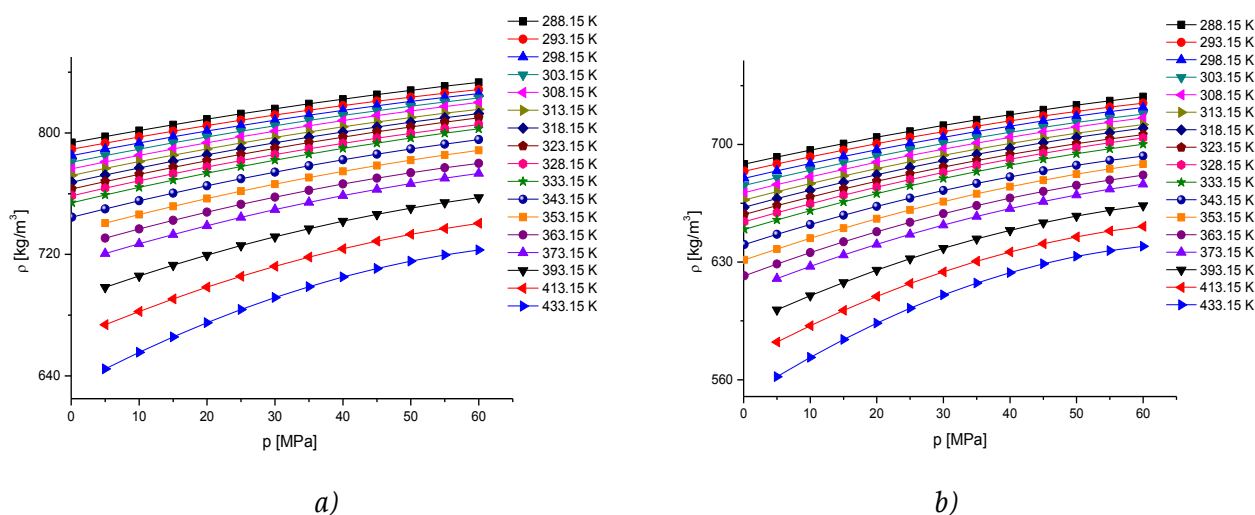 288.15 K
293.15 K
298.15 K
303.15 K
308.15 K
313.15 K
318.15 K
323.15 K
328.15 K
333.15 K
343.15 K
353.15 K
363.15 K
373.15 K
393.15 K
413.15 K
433.15 K
800
720
640
ρ [kg/m³]
0 10 20 30 40 50 60
p [MPa]
a)
288.15 K
293.15 K
298.15 K
303.15 K
308.15 K
313.15 K
318.15 K
323.15 K
328.15 K
333.15 K
343.15 K
353.15 K
363.15 K
373.15 K
393.15 K
413.15 K
433.15 K
700
630
560
ρ [kg/m³]
0 10 20 30 40 50 60
p [MPa]
b)